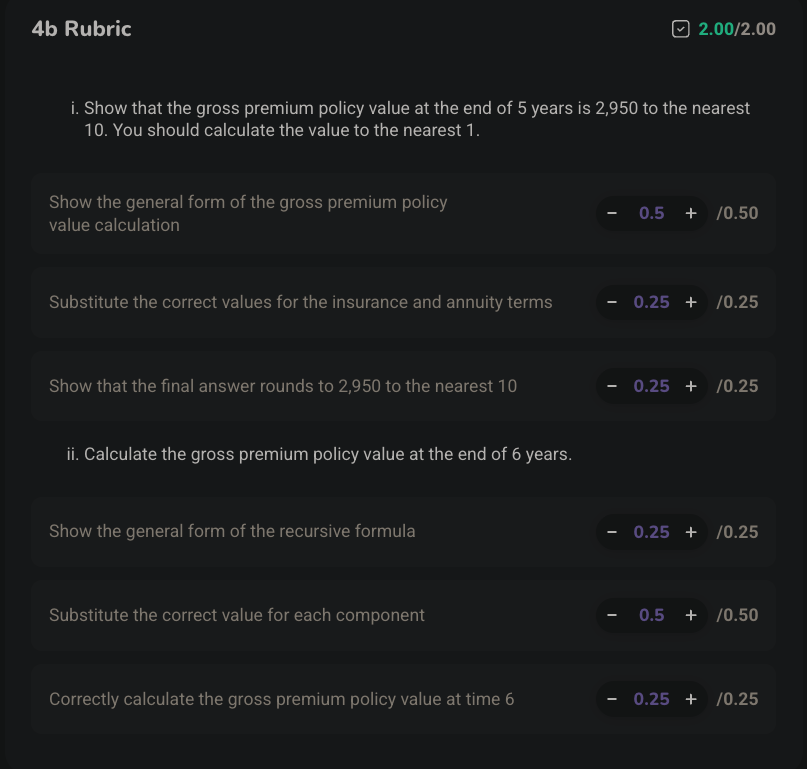 4b Rubric
2.00/2.00
i. Show that the gross premium policy value at the end of 5 years is 2,950 to the nearest
10. You should calculate the value to the nearest 1.
Show the general form of the gross premium policy
value calculation
− 0.5 + /0.50
Substitute the correct values for the insurance and annuity terms
− 0.25 + /0.25
Show that the final answer rounds to 2,950 to the nearest 10
− 0.25 + /0.25
ii. Calculate the gross premium policy value at the end of 6 years.
Show the general form of the recursive formula
− 0.25 + /0.25
Substitute the correct value for each component
− 0.5 + /0.50
Correctly calculate the gross premium policy value at time 6
− 0.25 + /0.25